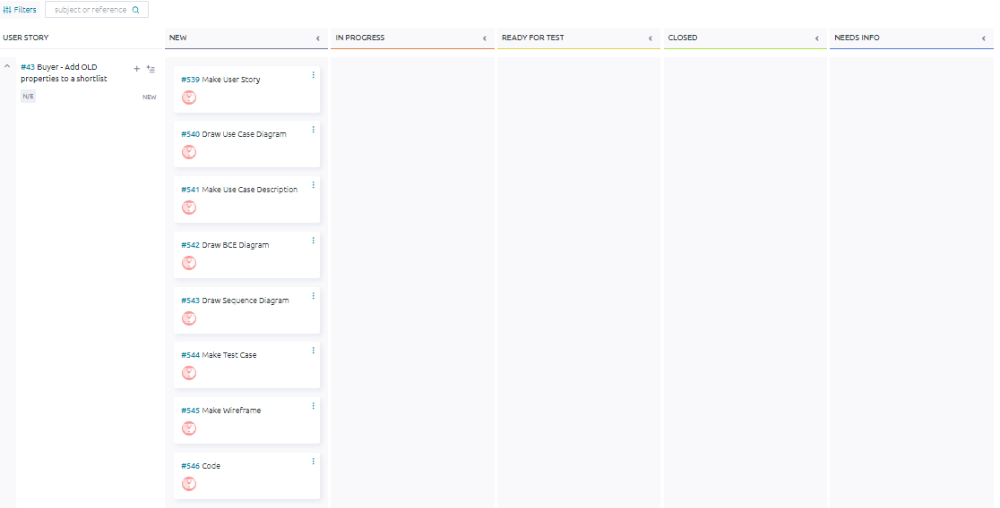 Filters
subject or reference
USER STORY
NEW
IN PROGRESS
READY FOR TEST
CLOSED
NEEDS INFO
#43 Buyer - Add OLD
properties to a shortlist
N/E
NEW
#539 Make User Story
#540 Draw Use Case Diagram
#541 Make Use Case Description
#542 Draw BCE Diagram
#543 Draw Sequence Diagram
#544 Make Test Case
#545 Make Wireframe
#546 Code